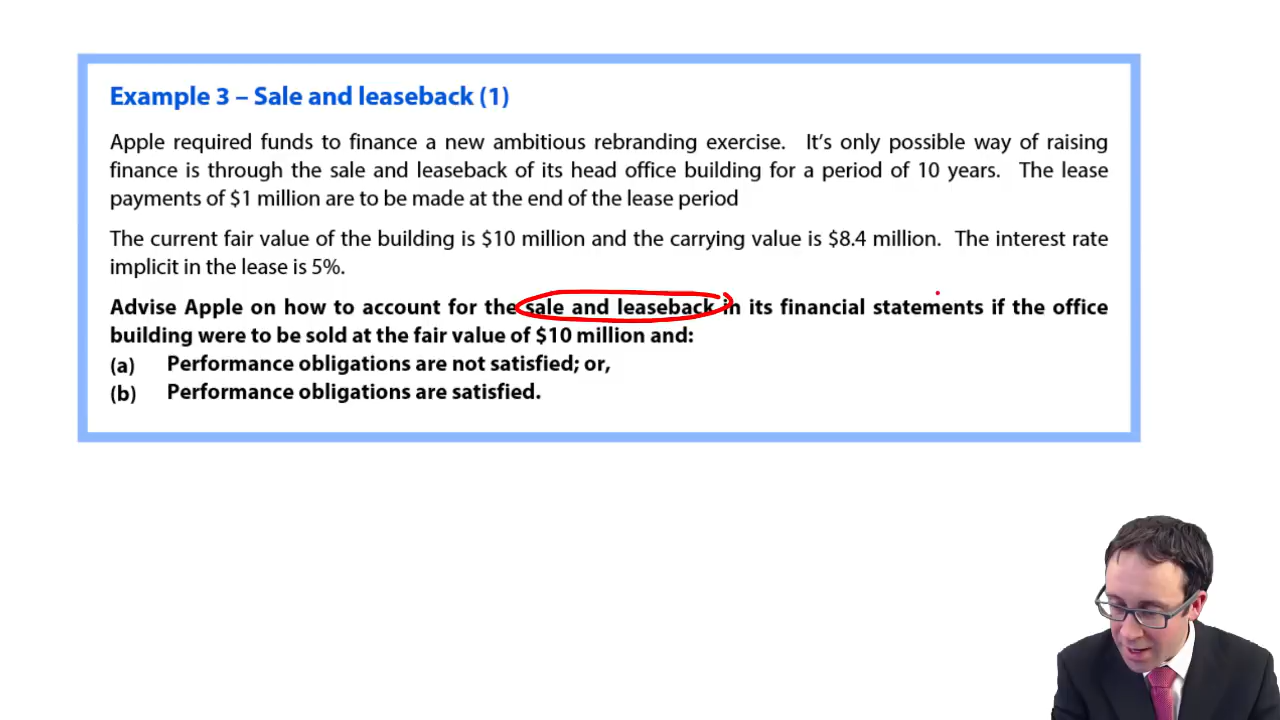 Example 3 – Sale and leaseback (1)
Apple required funds to finance a new ambitious rebranding exercise. It's only possible way of raising
finance is through the sale and leaseback of its head office building for a period of 10 years. The lease
payments of $1 million are to be made at the end of the lease period
The current fair value of the building is $10 million and the carrying value is $8.4 million. The interest rate
implicit in the lease is 5%.
Advise Apple on how to account for the sale and leaseback in its financial statements if the office
building were to be sold at the fair value of $10 million and:
(a) Performance obligations are not satisfied; or,
(b) Performance obligations are satisfied.